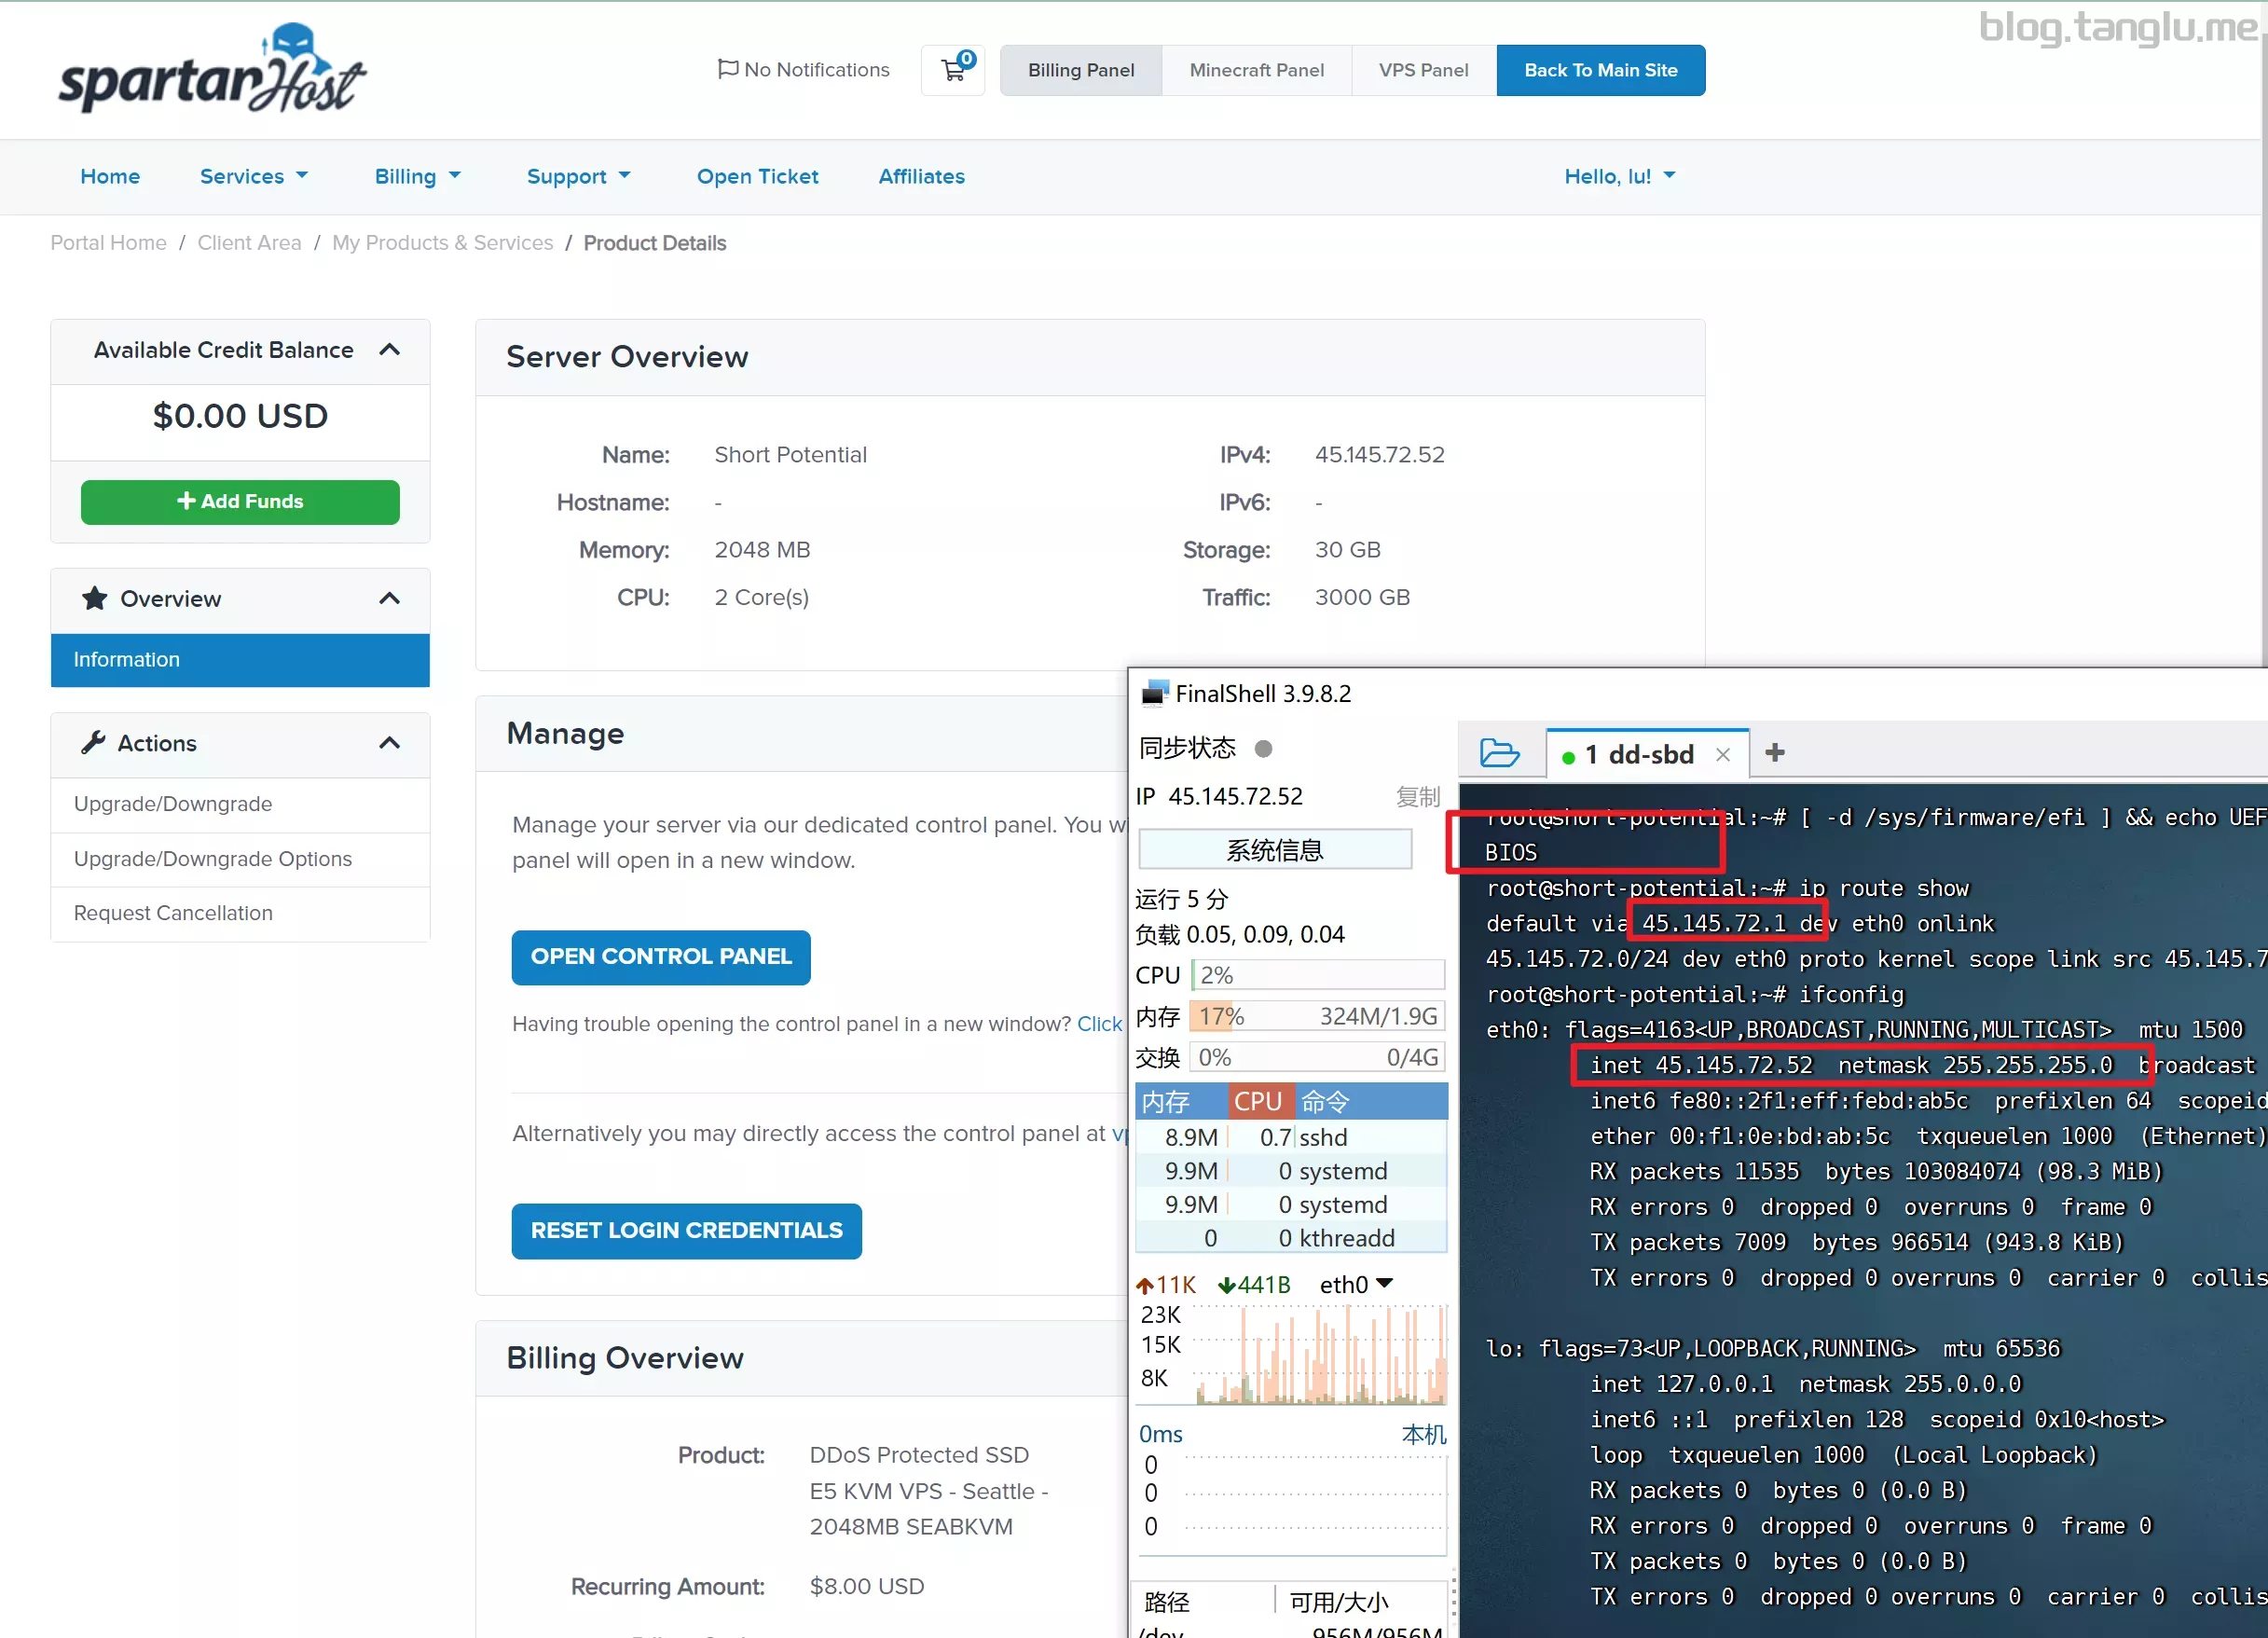 blog.tanglu.me
spartanHost
No Notifications
0
Billing Panel
Minecraft Panel
VPS Panel
Back To Main Site
Home
Services
Billing
Support
Open Ticket
Affiliates
Hello, lu!
Portal Home / Client Area / My Products & Services / Product Details
Available Credit Balance
$0.00 USD
Add Funds
Overview
Information
Actions
Upgrade/Downgrade
Upgrade/Downgrade Options
Request Cancellation
Server Overview
Name: Short Potential
IPv4: 45.145.72.52
Hostname: -
IPv6: -
Memory: 2048 MB
Storage: 30 GB
CPU: 2 Core(s)
Traffic: 3000 GB
Manage
Manage your server via our dedicated control panel. You
panel will open in a new window.
OPEN CONTROL PANEL
Having trouble opening the control panel in a new window? Click
Alternatively you may directly access the control panel at
RESET LOGIN CREDENTIALS
Billing Overview
Product: DDoS Protected SSD
E5 KVM VPS - Seattle -
2048MB SEABKVM
Recurring Amount: $8.00 USD
FinalShell 3.9.8.2
同步状态
IP 45.145.72.52 复制
系统信息
运行 5 分
负载 0.05, 0.09, 0.04
CPU 2%
内存 17% 324M/1.9G
交换 0% 0/4G
内存 CPU 命令
8.9M 0.7 sshd
9.9M 0 systemd
9.9M 0 systemd
0 0 kthreadd
11K 441B eth0
23K
15K
8K
0ms 本机
0
0
0
路径 可用/大小
/dev 956M/956M
1 dd-sbd
root@short-potential:~# [ -d /sys/firmware/efi ] && echo UEF
BIOS
root@short-potential:~# ip route show
default via 45.145.72.1 dev eth0 onlink
45.145.72.0/24 dev eth0 proto kernel scope link src 45.145.7
root@short-potential:~# ifconfig
eth0: flags=4163<UP,BROADCAST,RUNNING,MULTICAST> mtu 1500
inet 45.145.72.52 netmask 255.255.255.0 broadcast
inet6 fe80::2f1:eff:febd:ab5c prefixlen 64 scopeid
ether 00:f1:0e:bd:ab:5c txqueuelen 1000 (Ethernet)
RX packets 11535 bytes 103084074 (98.3 MiB)
RX errors 0 dropped 0 overruns 0 frame 0
TX packets 7009 bytes 966514 (943.8 KiB)
TX errors 0 dropped 0 overruns 0 carrier 0 collis
lo: flags=73<UP,LOOPBACK,RUNNING> mtu 65536
inet 127.0.0.1 netmask 255.0.0.0
inet6 ::1 prefixlen 128 scopeid 0x10<host>
loop txqueuelen 1000 (Local Loopback)
RX packets 0 bytes 0 (0.0 B)
RX errors 0 dropped 0 overruns 0 frame 0
TX packets 0 bytes 0 (0.0 B)
TX errors 0 dropped 0 overruns 0 carrier 0 collis